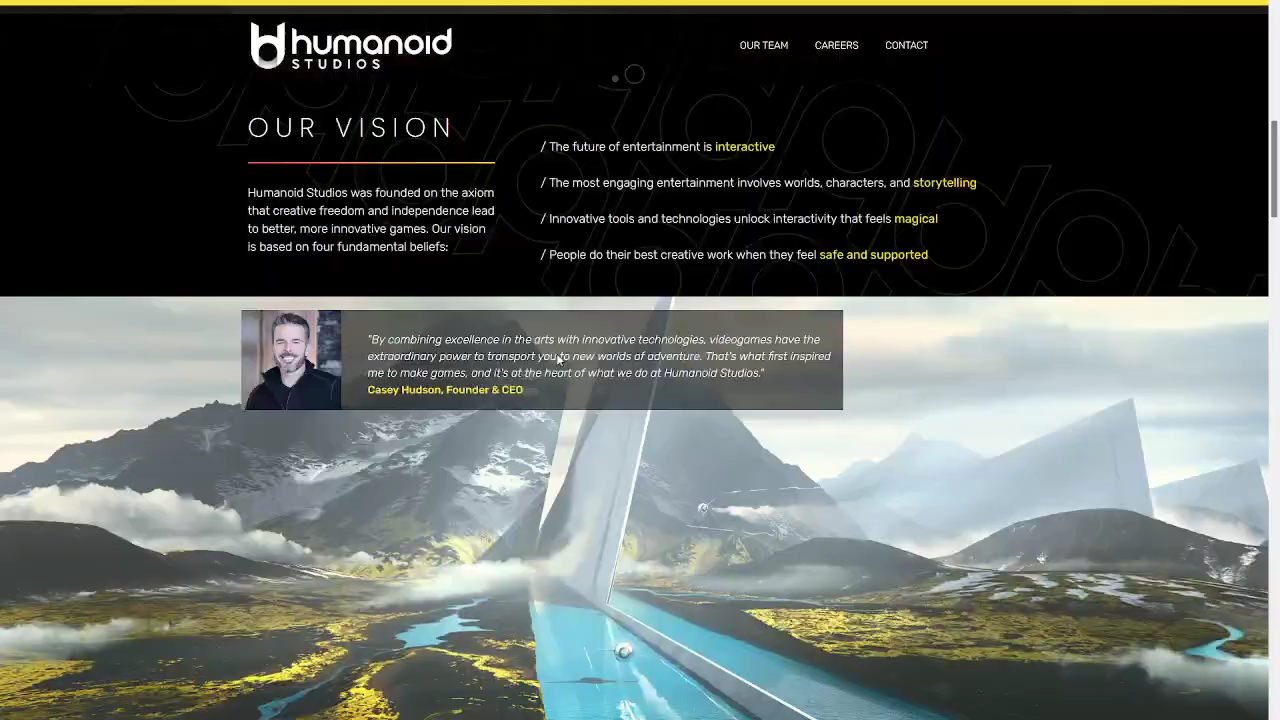 humanoid
STUDIOS
OUR TEAM CAREERS CONTACT
OUR VISION
Humanoid Studios was founded on the axiom
that creative freedom and independence lead
to better, more innovative games. Our vision
is based on four fundamental beliefs:
/ The future of entertainment is interactive
/ The most engaging entertainment involves worlds, characters, and storytelling
/ Innovative tools and technologies unlock interactivity that feels magical
/ People do their best creative work when they feel safe and supported
"By combining excellence in the arts with innovative technologies, videogames have the
extraordinary power to transport you to new worlds of adventure. That's what first inspired
me to make games, and it's at the heart of what we do at Humanoid Studios."
Casey Hudson, Founder & CEO